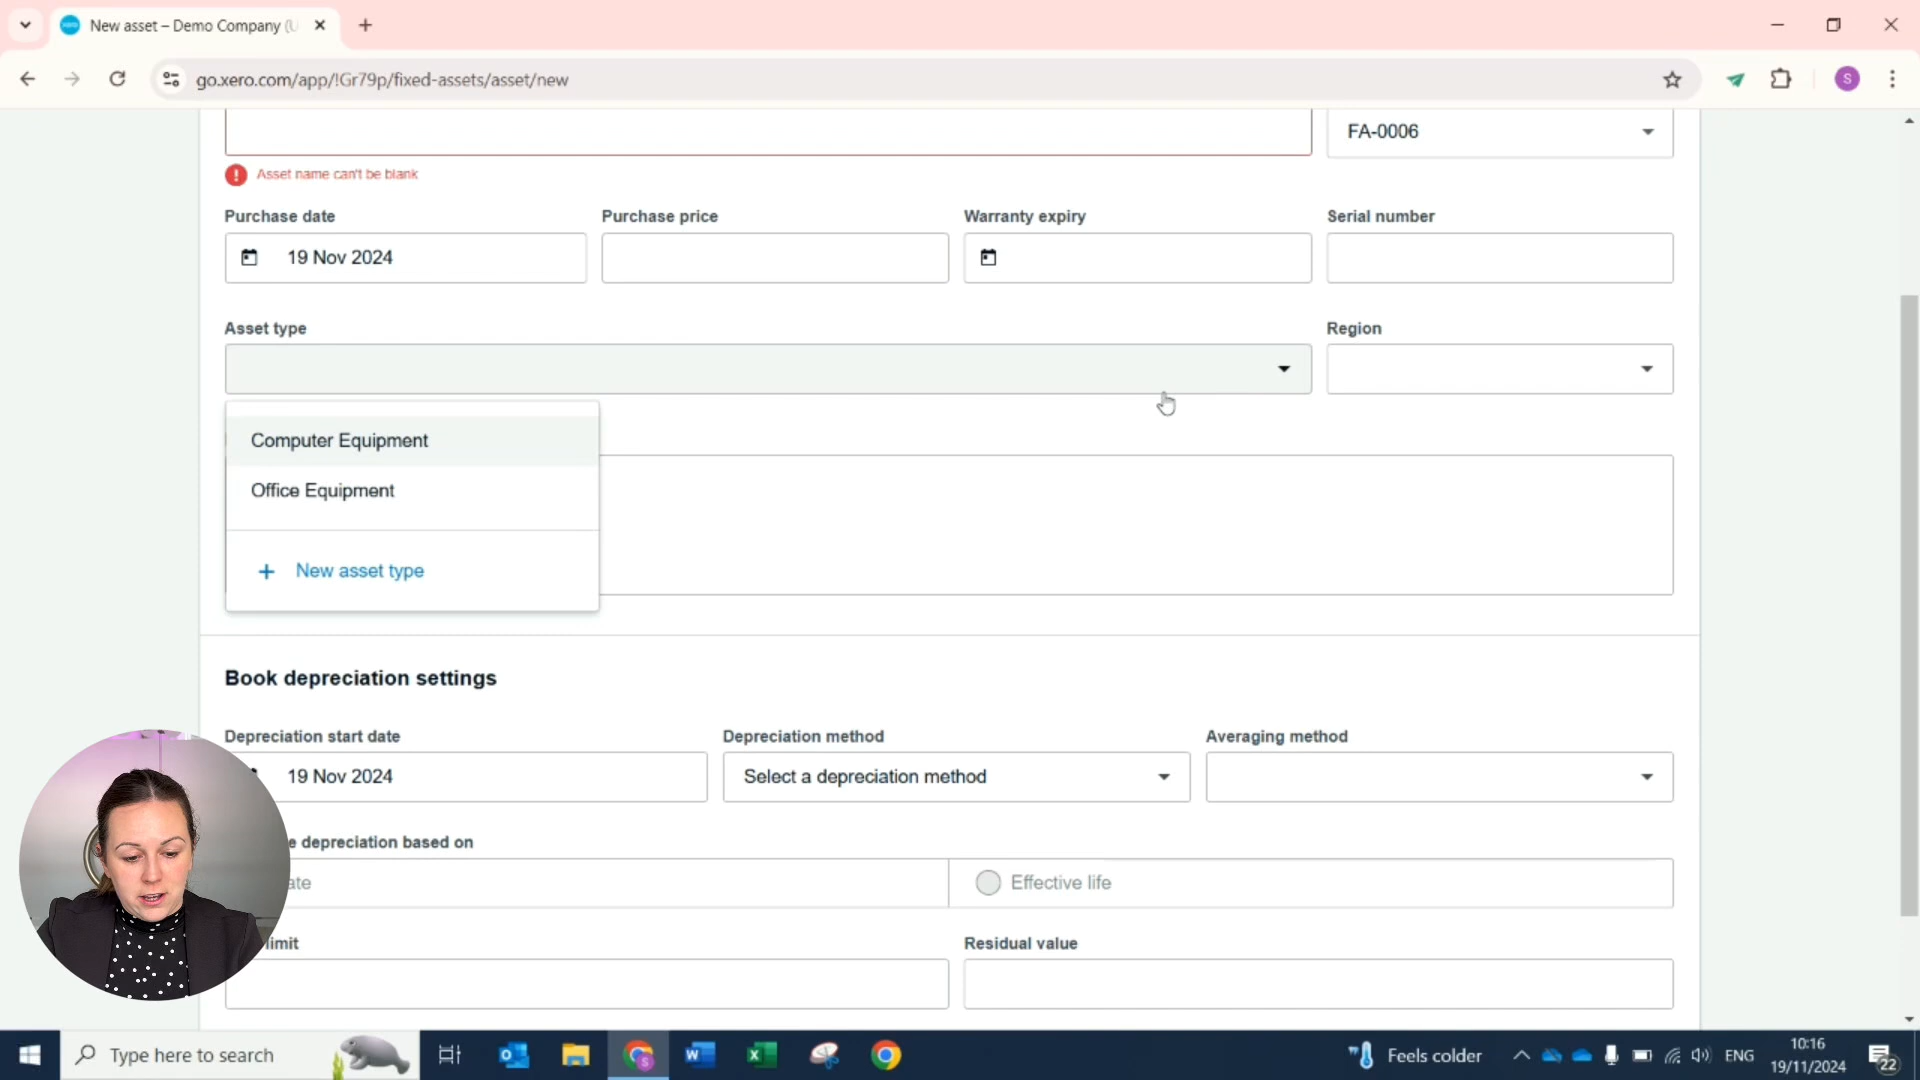 New asset – Demo Company (U
go.xero.com/app/!Gr79p/fixed-assets/asset/new
S
FA-0006
Asset name can't be blank
Purchase date
Purchase price
Warranty expiry
Serial number
19 Nov 2024
Asset type
Region
Computer Equipment
Office Equipment
+ New asset type
Book depreciation settings
Depreciation start date
Depreciation method
Averaging method
19 Nov 2024
Select a depreciation method
e depreciation based on
ate
Effective life
limit
Residual value
Type here to search
Feels colder
ENG
10:16
19/11/2024
22